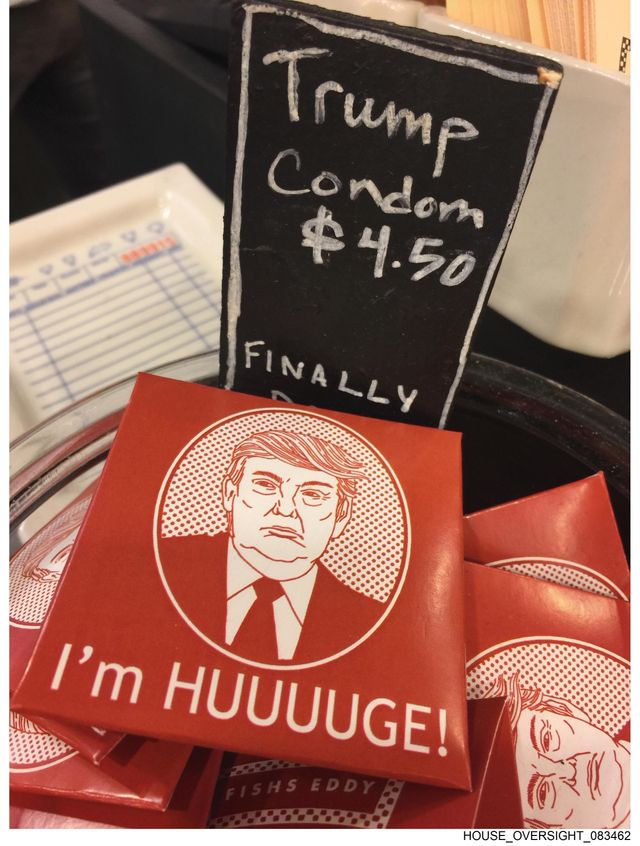 Trump
Condom
$4.50
FINALLY
I'm HUUUUGE!
FISHS EDDY
HOUSE_OVERSIGHT_083462